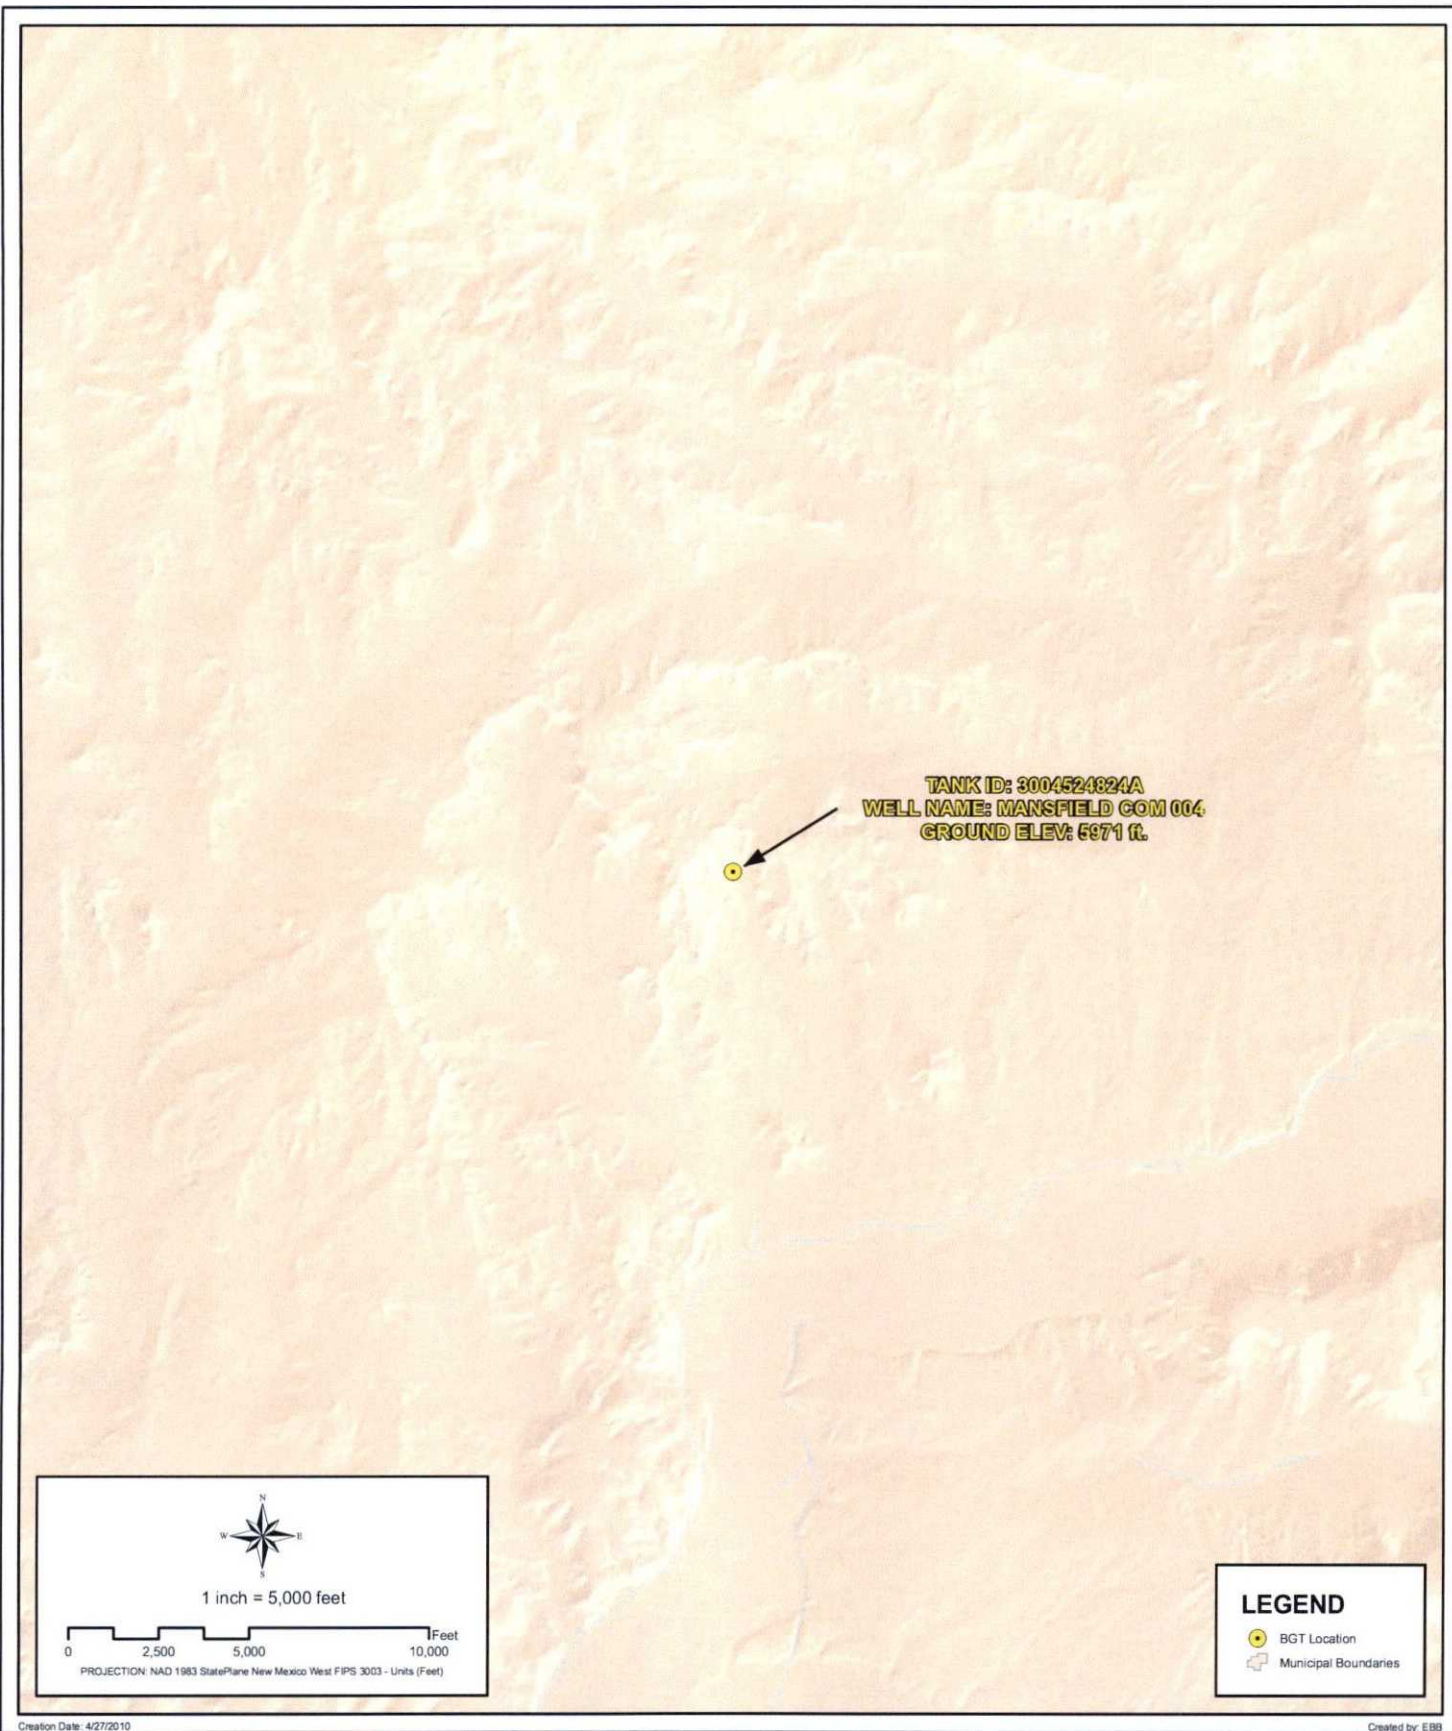 TANK ID: 3004524824A
WELL NAME: MANSFIELD COM 004
GROUND ELEV: 5971 ft.
N
W E
S
1 inch = 5,000 feet
Feet
0 2,500 5,000 10,000
PROJECTION: NAD 1983 StatePlane New Mexico West FIPS 3003 - Units (Feet)
LEGEND
BGT Location
Municipal Boundaries
Creation Date: 4/27/2010
Created by: EBB